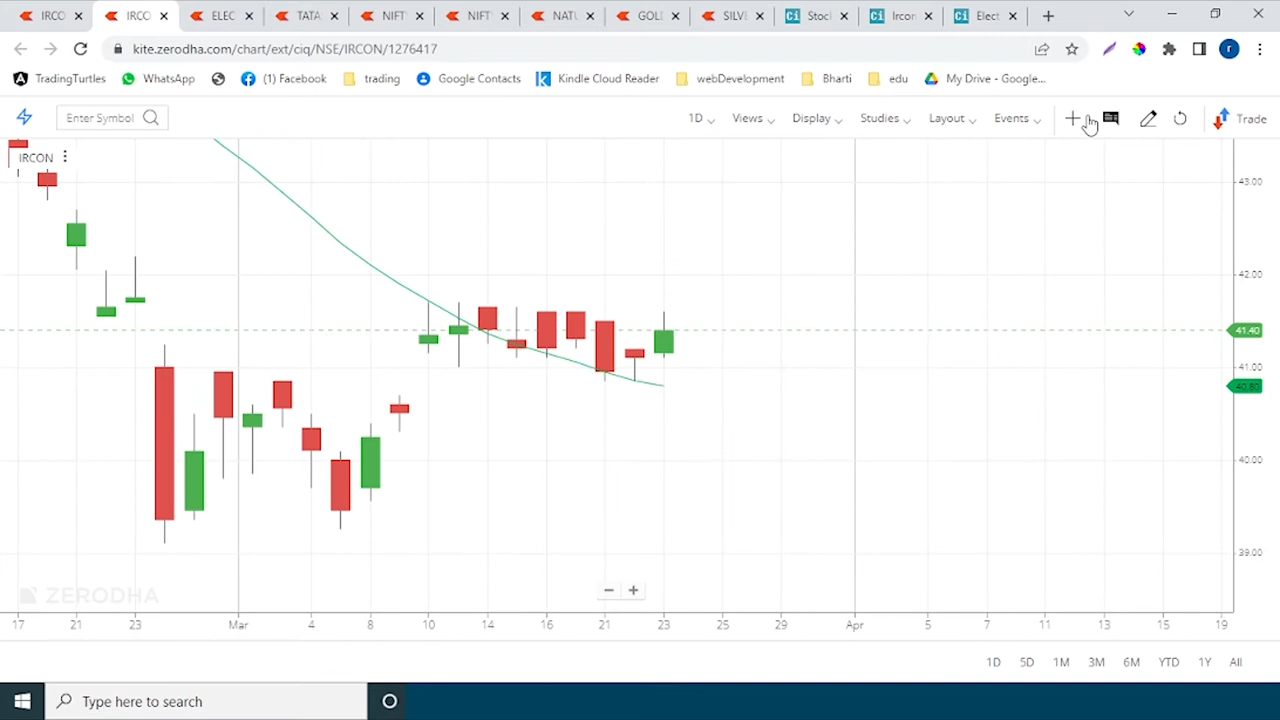 IRCO
IRCO
ELEC
TATA
NIFT
NIFT
NATU
GOL
SILV
Stoc
Ircor
Elect
kite.zerodha.com/chart/ext/ciq/NSE/IRCON/1276417
TradingTurtles
WhatsApp
(1) Facebook
trading
Google Contacts
Kindle Cloud Reader
webDevelopment
Bharti
edu
My Drive - Google...
Enter Symbol
1D
Views
Display
Studies
Layout
Events
Trade
IRCON
43.00
42.00
41.40
41.00
40.80
40.00
39.00
ZERODHA
17 21 23 Mar 4 8 10 14 16 21 23 25 29 Apr 5 7 11 13 15 19
1D 5D 1M 3M 6M YTD 1Y All
Type here to search